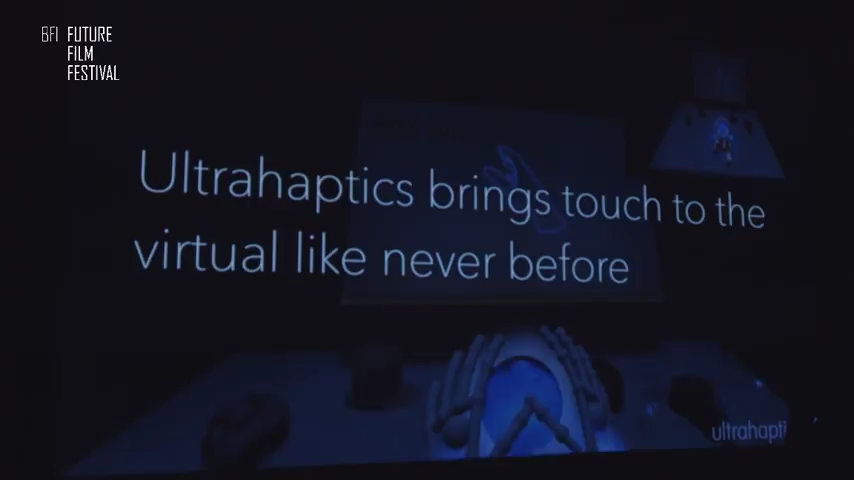 BFI FUTURE
FILM
FESTIVAL
Ultrahaptics brings touch to the
virtual like never before
ultrahapti